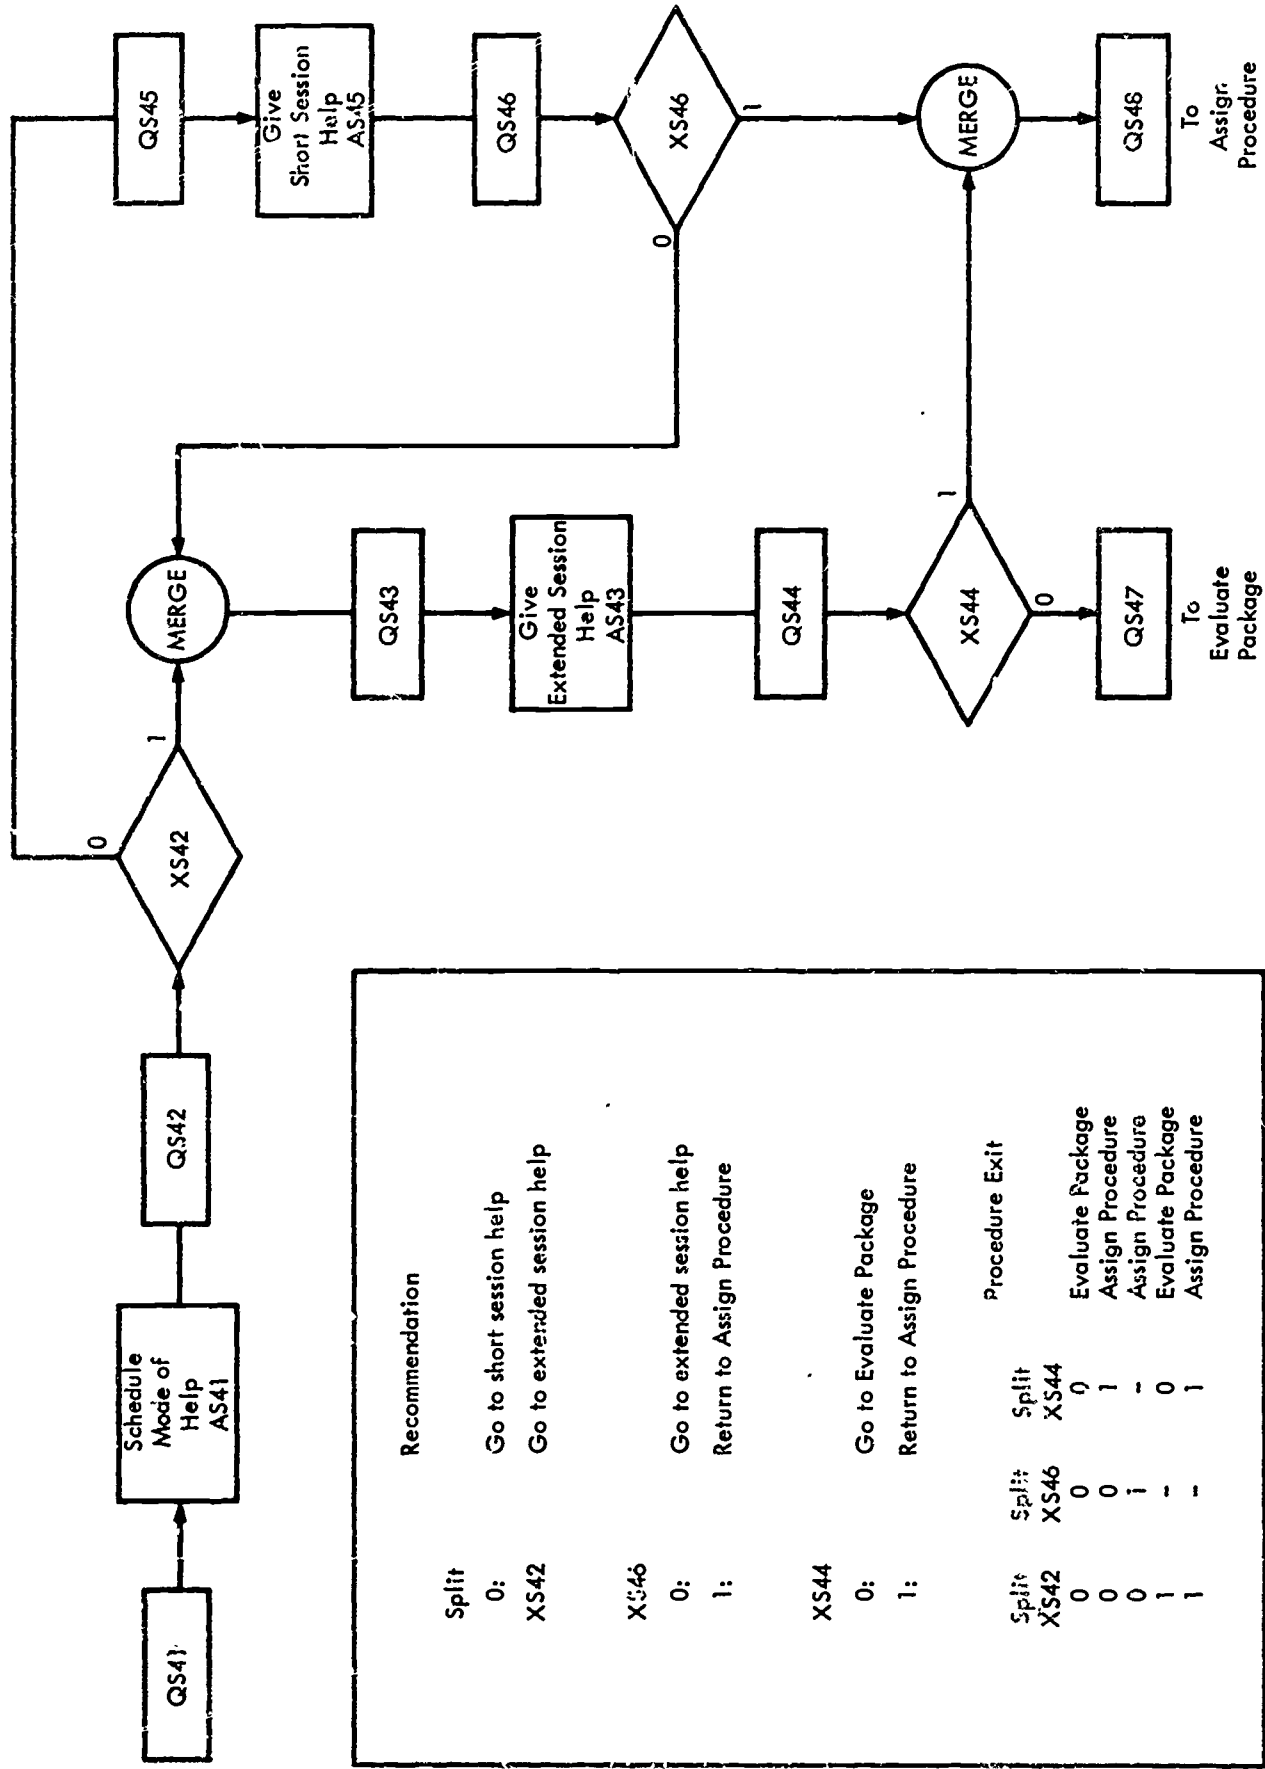 QS41
Schedule
Mode of
Help
AS41
QS42
XS42
0
1
MERGE
QS43
Give
Extended Session
Help
AS43
QS44
XS44
0
1
QS47
To
Evaluate
Package
QS45
Give
Short Session
Help
AS45
QS46
XS46
0
1
MERGE
QS48
To
Assign
Procedure
Recommendation
Split
0: Go to short session help
XS42 Go to extended session help
XS46
0: Go to extended session help
1: Return to Assign Procedure
XS44
0: Go to Evaluate Package
1: Return to Assign Procedure
Split Split Split Procedure Exit
XS42 XS46 XS44
0 0 0 Evaluate Package
0 0 1 Assign Procedure
0 1 - Assign Procedure
1 - 0 Evaluate Package
1 - 1 Assign Procedure